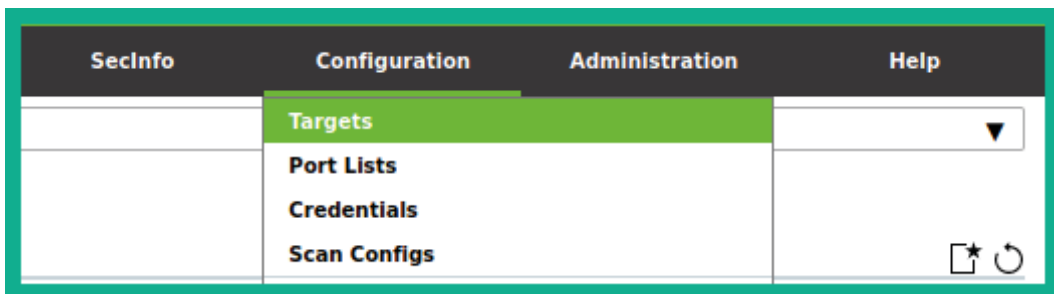 SecInfo Configuration Administration Help
Targets
Port Lists
Credentials
Scan Configs